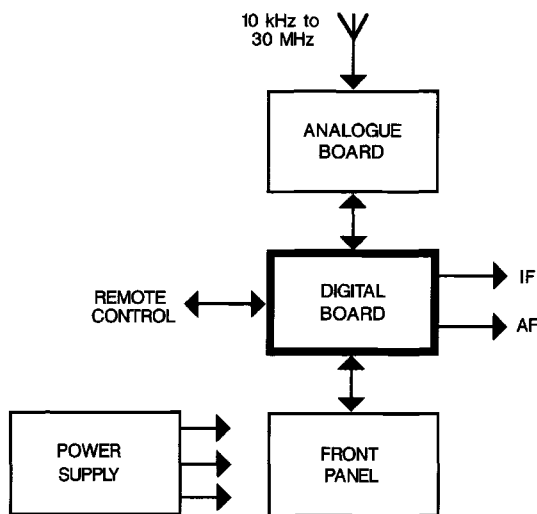 10 kHz to
30 MHz
ANALOGUE
BOARD
DIGITAL
BOARD
IF
AF
REMOTE
CONTROL
POWER
SUPPLY
FRONT
PANEL